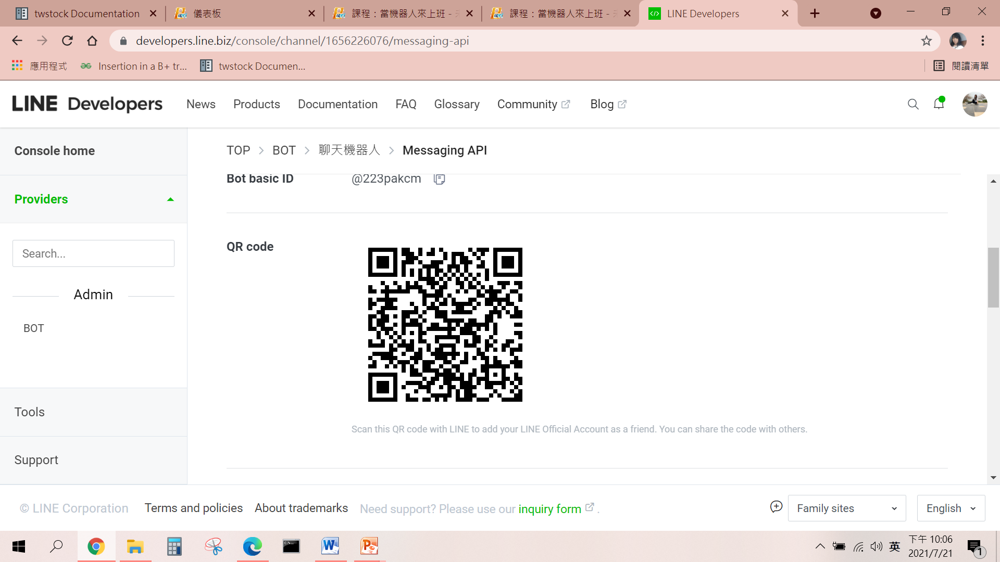 twstock Documentation
儀表板
課程：當機器人來上班 -
課程：當機器人來上班 -
LINE Developers
developers.line.biz/console/channel/1656226076/messaging-api
應用程式
Insertion in a B+ tr...
twstock Documen...
閱讀清單
LINE Developers
News
Products
Documentation
FAQ
Glossary
Community
Blog
Console home
TOP > BOT > 聊天機器人 > Messaging API
Bot basic ID
@223pakcm
Providers
QR code
Search...
Admin
BOT
Scan this QR code with LINE to add your LINE Official Account as a friend. You can share the code with others.
Tools
Support
© LINE Corporation
Terms and policies
About trademarks
Need support? Please use our inquiry form .
Family sites
English
英
下午 10:06
2021/7/21
1